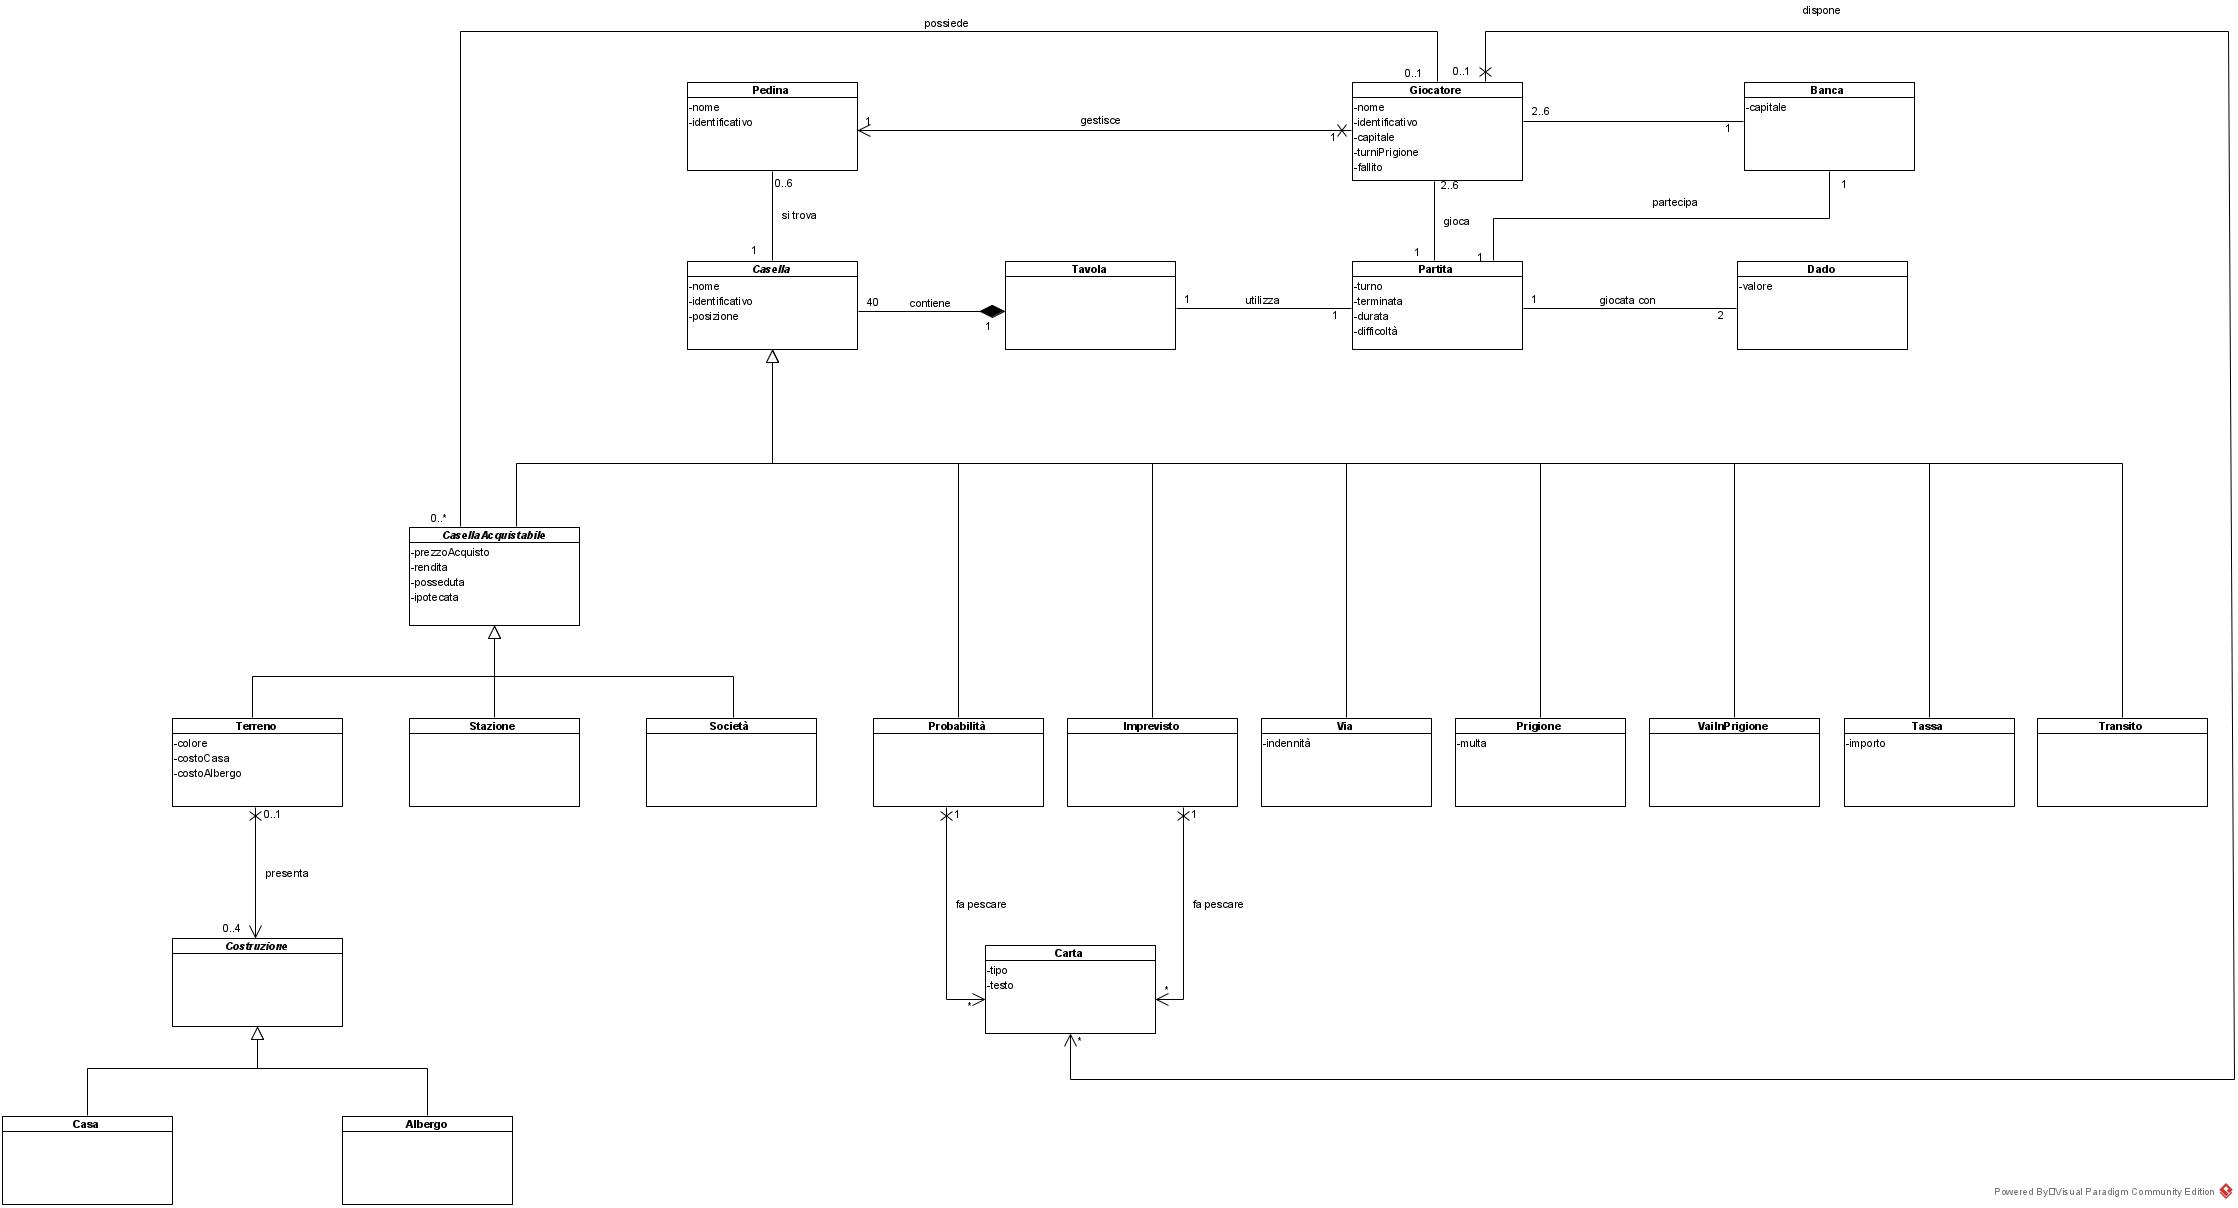 dispone
possiede
0..1
0..1
Pedina
-nome
-identificativo
Giocatore
-nome
-identificativo
-capitale
-turniPrigione
-fallito
Banca
-capitale
1
gestisce
1
2..6
1
0..6
si trova
1
2..6
gioca
1
1
partecipa
1
Casella
-nome
-identificativo
-posizione
40
contiene
1
Tavola
1
utilizza
1
Partita
-turno
-terminata
-durata
-difficoltà
1
giocata con
2
Dado
-valore
0..*
CasellaAcquistabile
-prezzoAcquisto
-rendita
-posseduta
-ipotecata
Terreno
-colore
-costoCasa
-costoAlbergo
Stazione
Società
Probabilità
Imprevisto
Via
-indennità
Prigione
-multa
VaiInPrigione
Tassa
-importo
Transito
0..1
1
1
presenta
fa pescare
fa pescare
0..4
Costruzione
Carta
-tipo
-testo
*
*
*
Casa
Albergo
Powered By□Visual Paradigm Community Edition